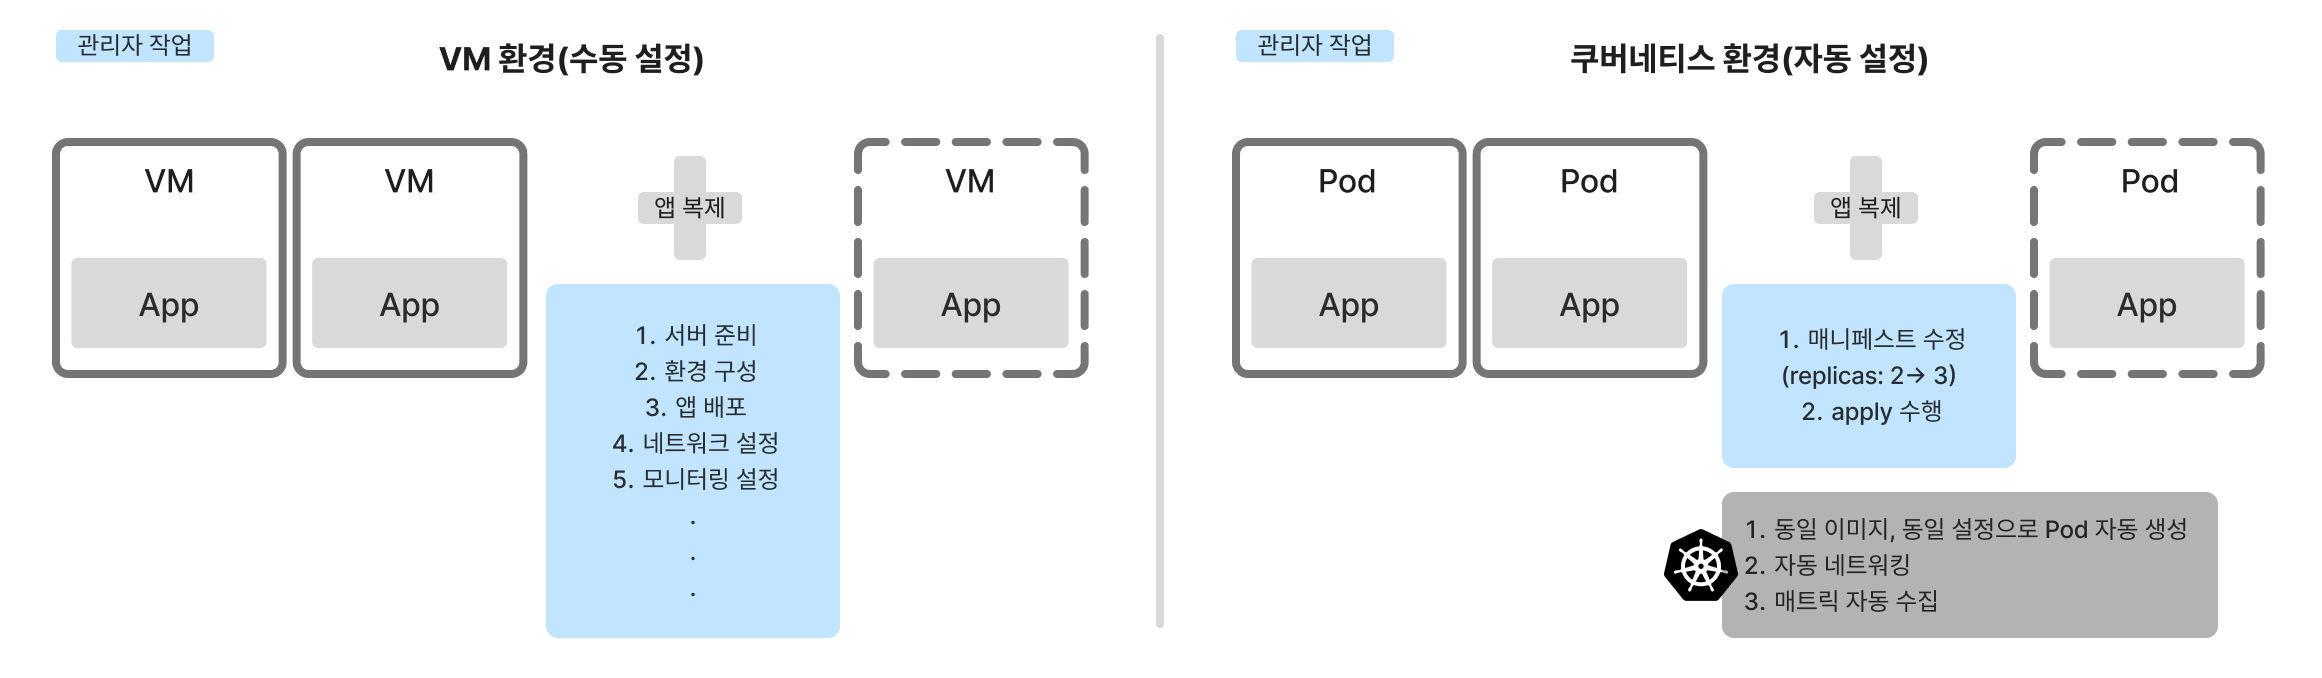 관리자 작업
VM 환경(수동 설정)
VM
VM
앱 복제
VM
App
App
App
1. 서버 준비
2. 환경 구성
3. 앱 배포
4. 네트워크 설정
5. 모니터링 설정
.
.
.
관리자 작업
쿠버네티스 환경(자동 설정)
Pod
Pod
앱 복제
Pod
App
App
App
1. 매니페스트 수정
(replicas: 2→ 3)
2. apply 수행
1. 동일 이미지, 동일 설정으로 Pod 자동 생성
2. 자동 네트워킹
3. 매트릭 자동 수집